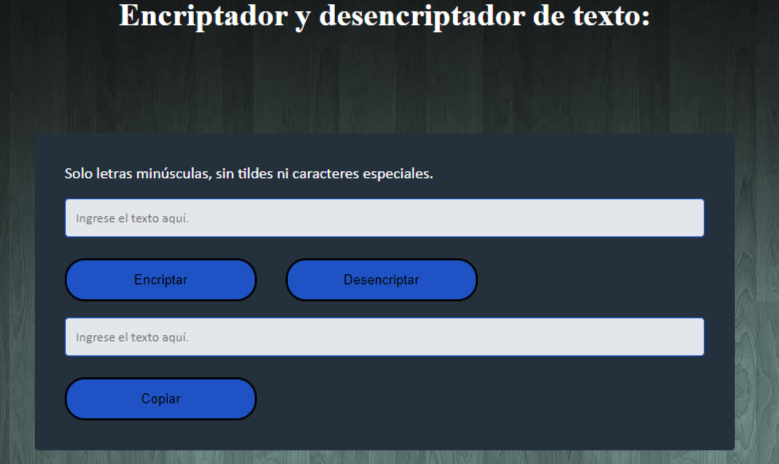 Encriptador y desencriptador de texto:
Solo letras minúsculas, sin tildes ni caracteres especiales.
Ingrese el texto aquí.
Encriptar Desencriptar
Ingrese el texto aquí.
Copiar